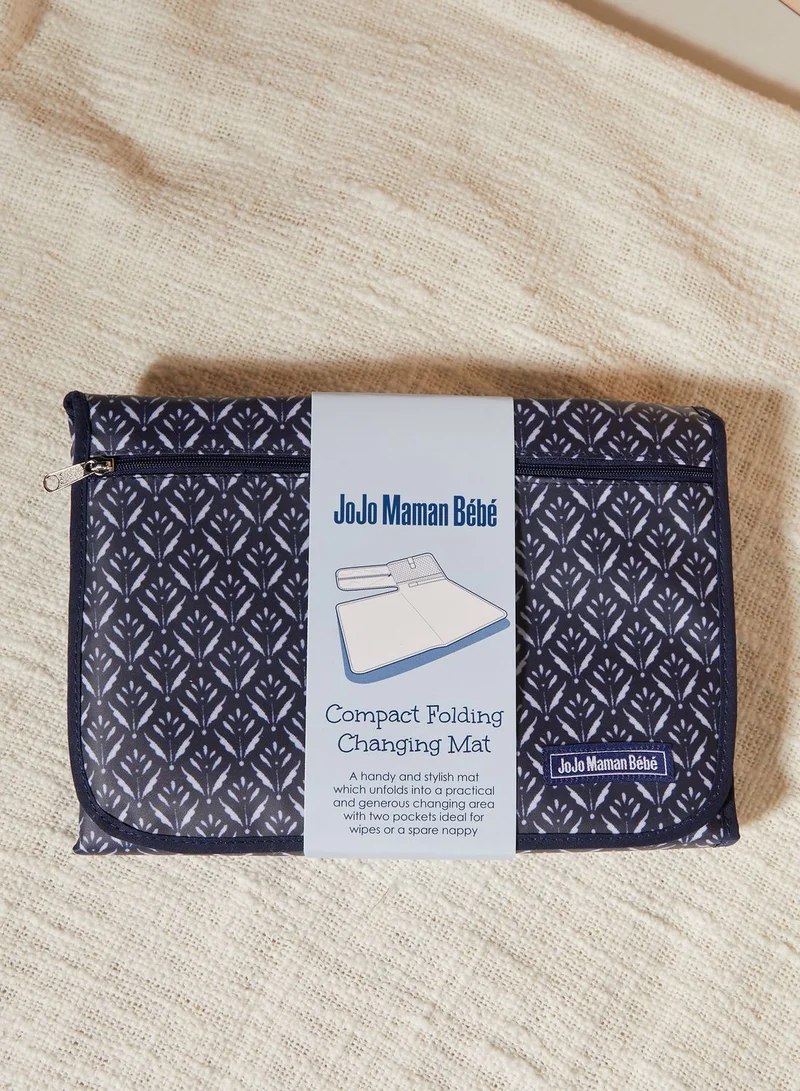 JoJo Maman Bébé
Compact Folding
Changing Mat
A handy and stylish mat
which unfolds into a practical
and generous changing area
with two pockets ideal for
wipes or a spare nappy
JoJo Maman Bébé